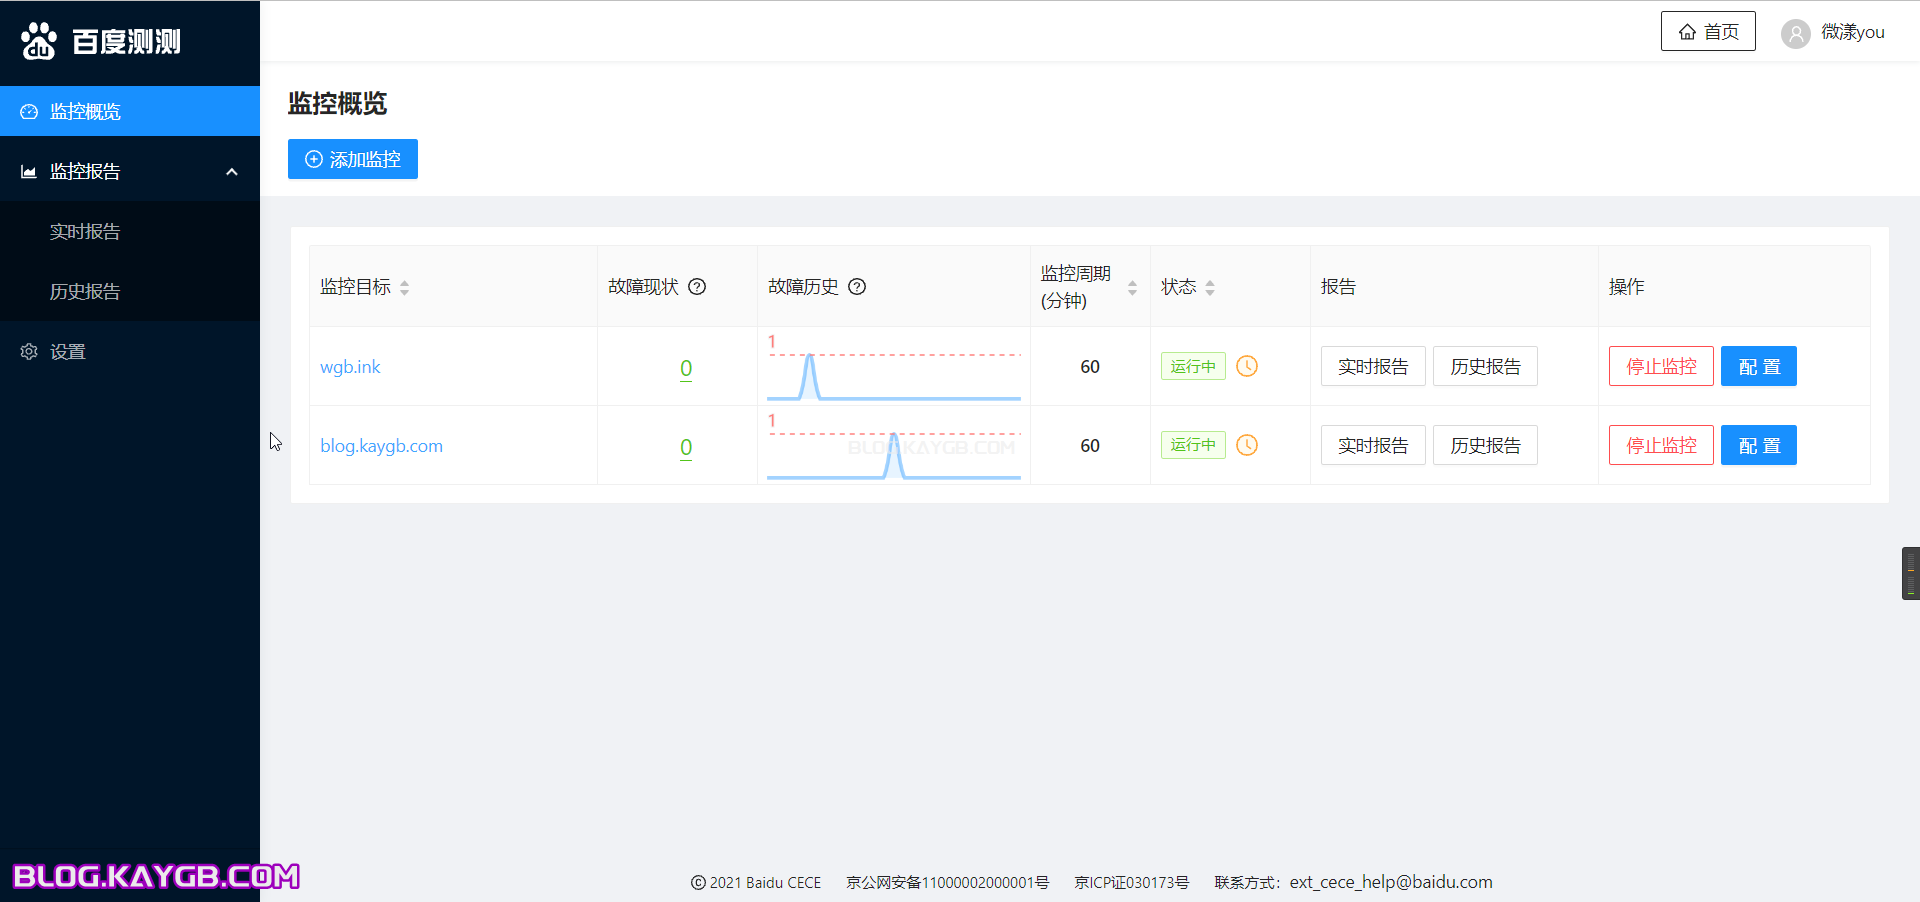 du 百度测测
首页
微漾you
监控概览
监控报告
实时报告
历史报告
设置
监控概览
添加监控
监控目标 故障现状 ? 故障历史 ? 监控周期(分钟) 状态 报告 操作
wgb.ink 0 1 60 运行中 实时报告 历史报告 停止监控 配 置
blog.kaygb.com 0 1 60 运行中 实时报告 历史报告 停止监控 配 置
BLOG.KAYGB.COM
BLOG.KAYGB.COM
© 2021 Baidu CECE 京公网安备11000002000001号 京ICP证030173号 联系方式：ext_cece_help@baidu.com